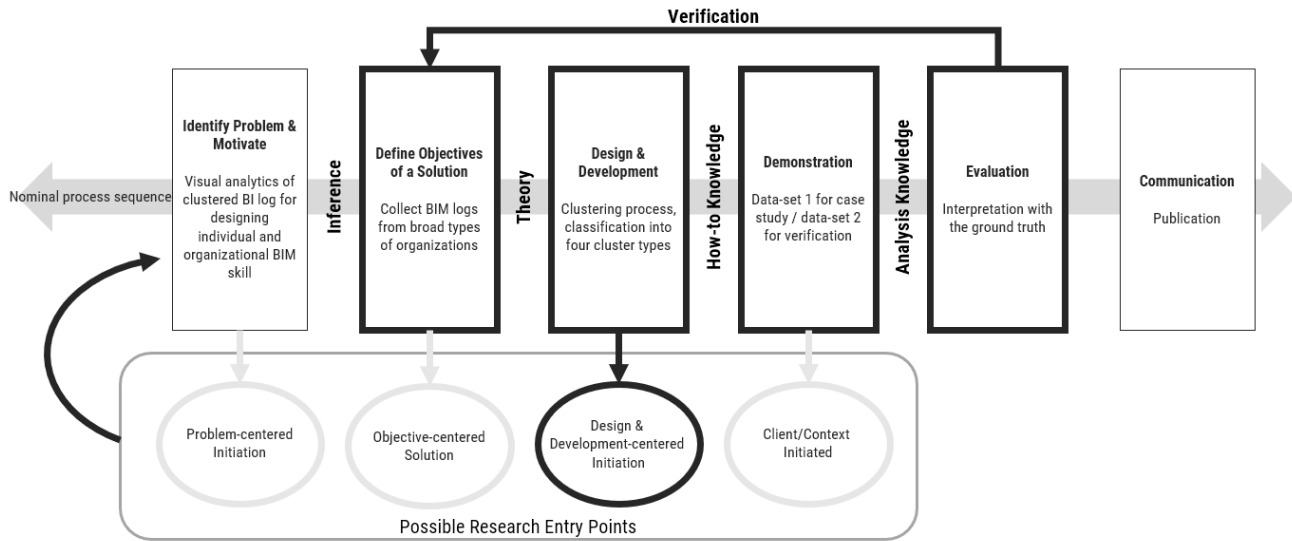 Verification
Nominal process sequence
Identify Problem &
Motivate
Visual analytics of
clustered BI log for
designing
individual and
organizational BIM
skill
Inference
Define Objectives
of a Solution
Collect BIM logs
from broad types
of organizations
Theory
Design &
Development
Clustering process,
classification into
four cluster types
How-to Knowledge
Demonstration
Data-set 1 for case
study / data-set 2
for verification
Analysis Knowledge
Evaluation
Interpretation with
the ground truth
Communication
Publication
Problem-centered
Initiation
Objective-centered
Solution
Design &
Development-centered
Initiation
Client/Context
Initiated
Possible Research Entry Points